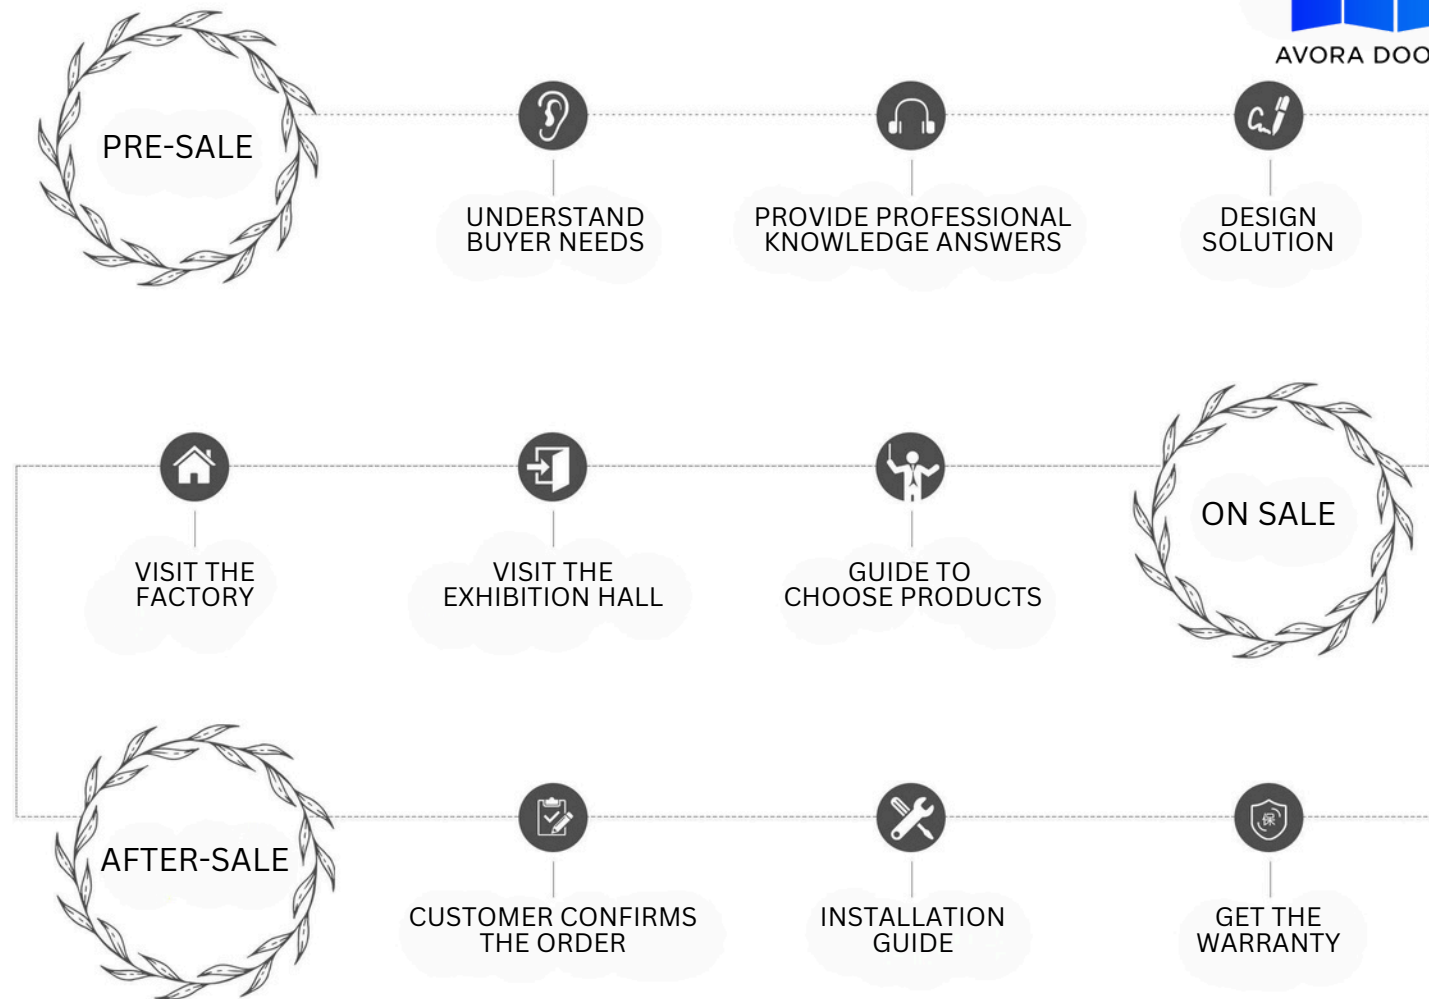 AVORA
PRE-SALE
UNDERSTAND
BUYER NEEDS
PROVIDE PROFESSIONAL
KNOWLEDGE ANSWERS
DESIGN
SOLUTION
ON SALE
GUIDE TO
CHOOSE PRODUCTS
VISIT THE
EXHIBITION HALL
VISIT THE
FACTORY
AFTER-SALE
CUSTOMER CONFIRMS
THE ORDER
INSTALLATION
GUIDE
保
GET THE
WARRANTY